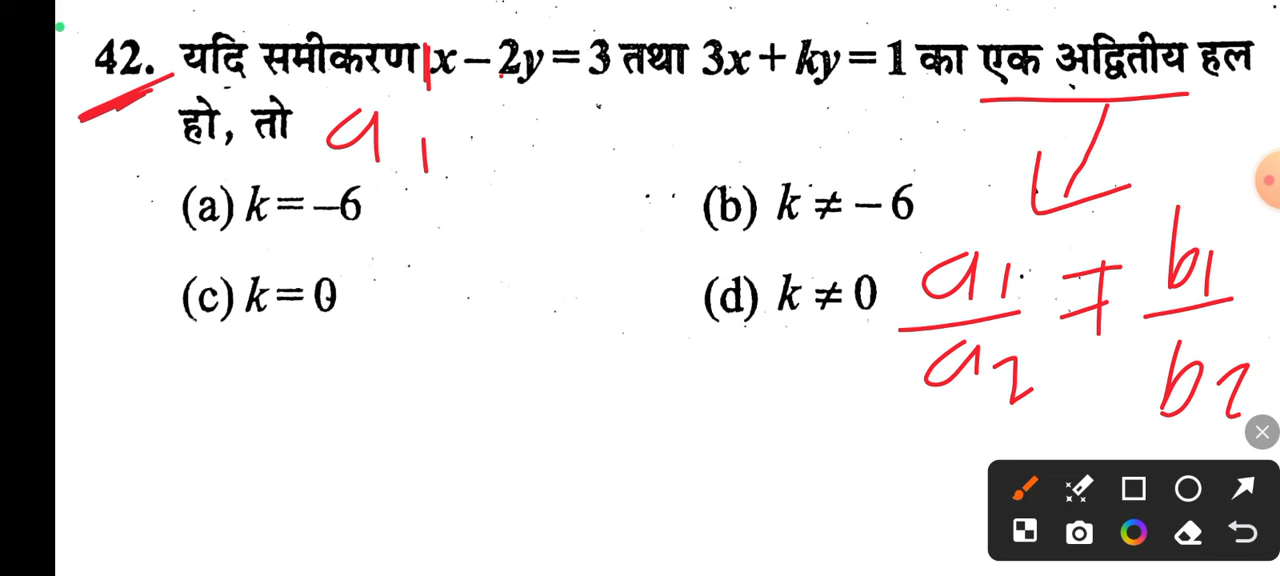 42. यदि समीकरण x – 2y = 3 तथा 3x + ky = 1 का एक अद्वितीय हल
हो, तो
a1
(a) k = –6
(b) k ≠ – 6
(c) k = 0
(d) k ≠ 0
a1 ≠ b1
a2 b2